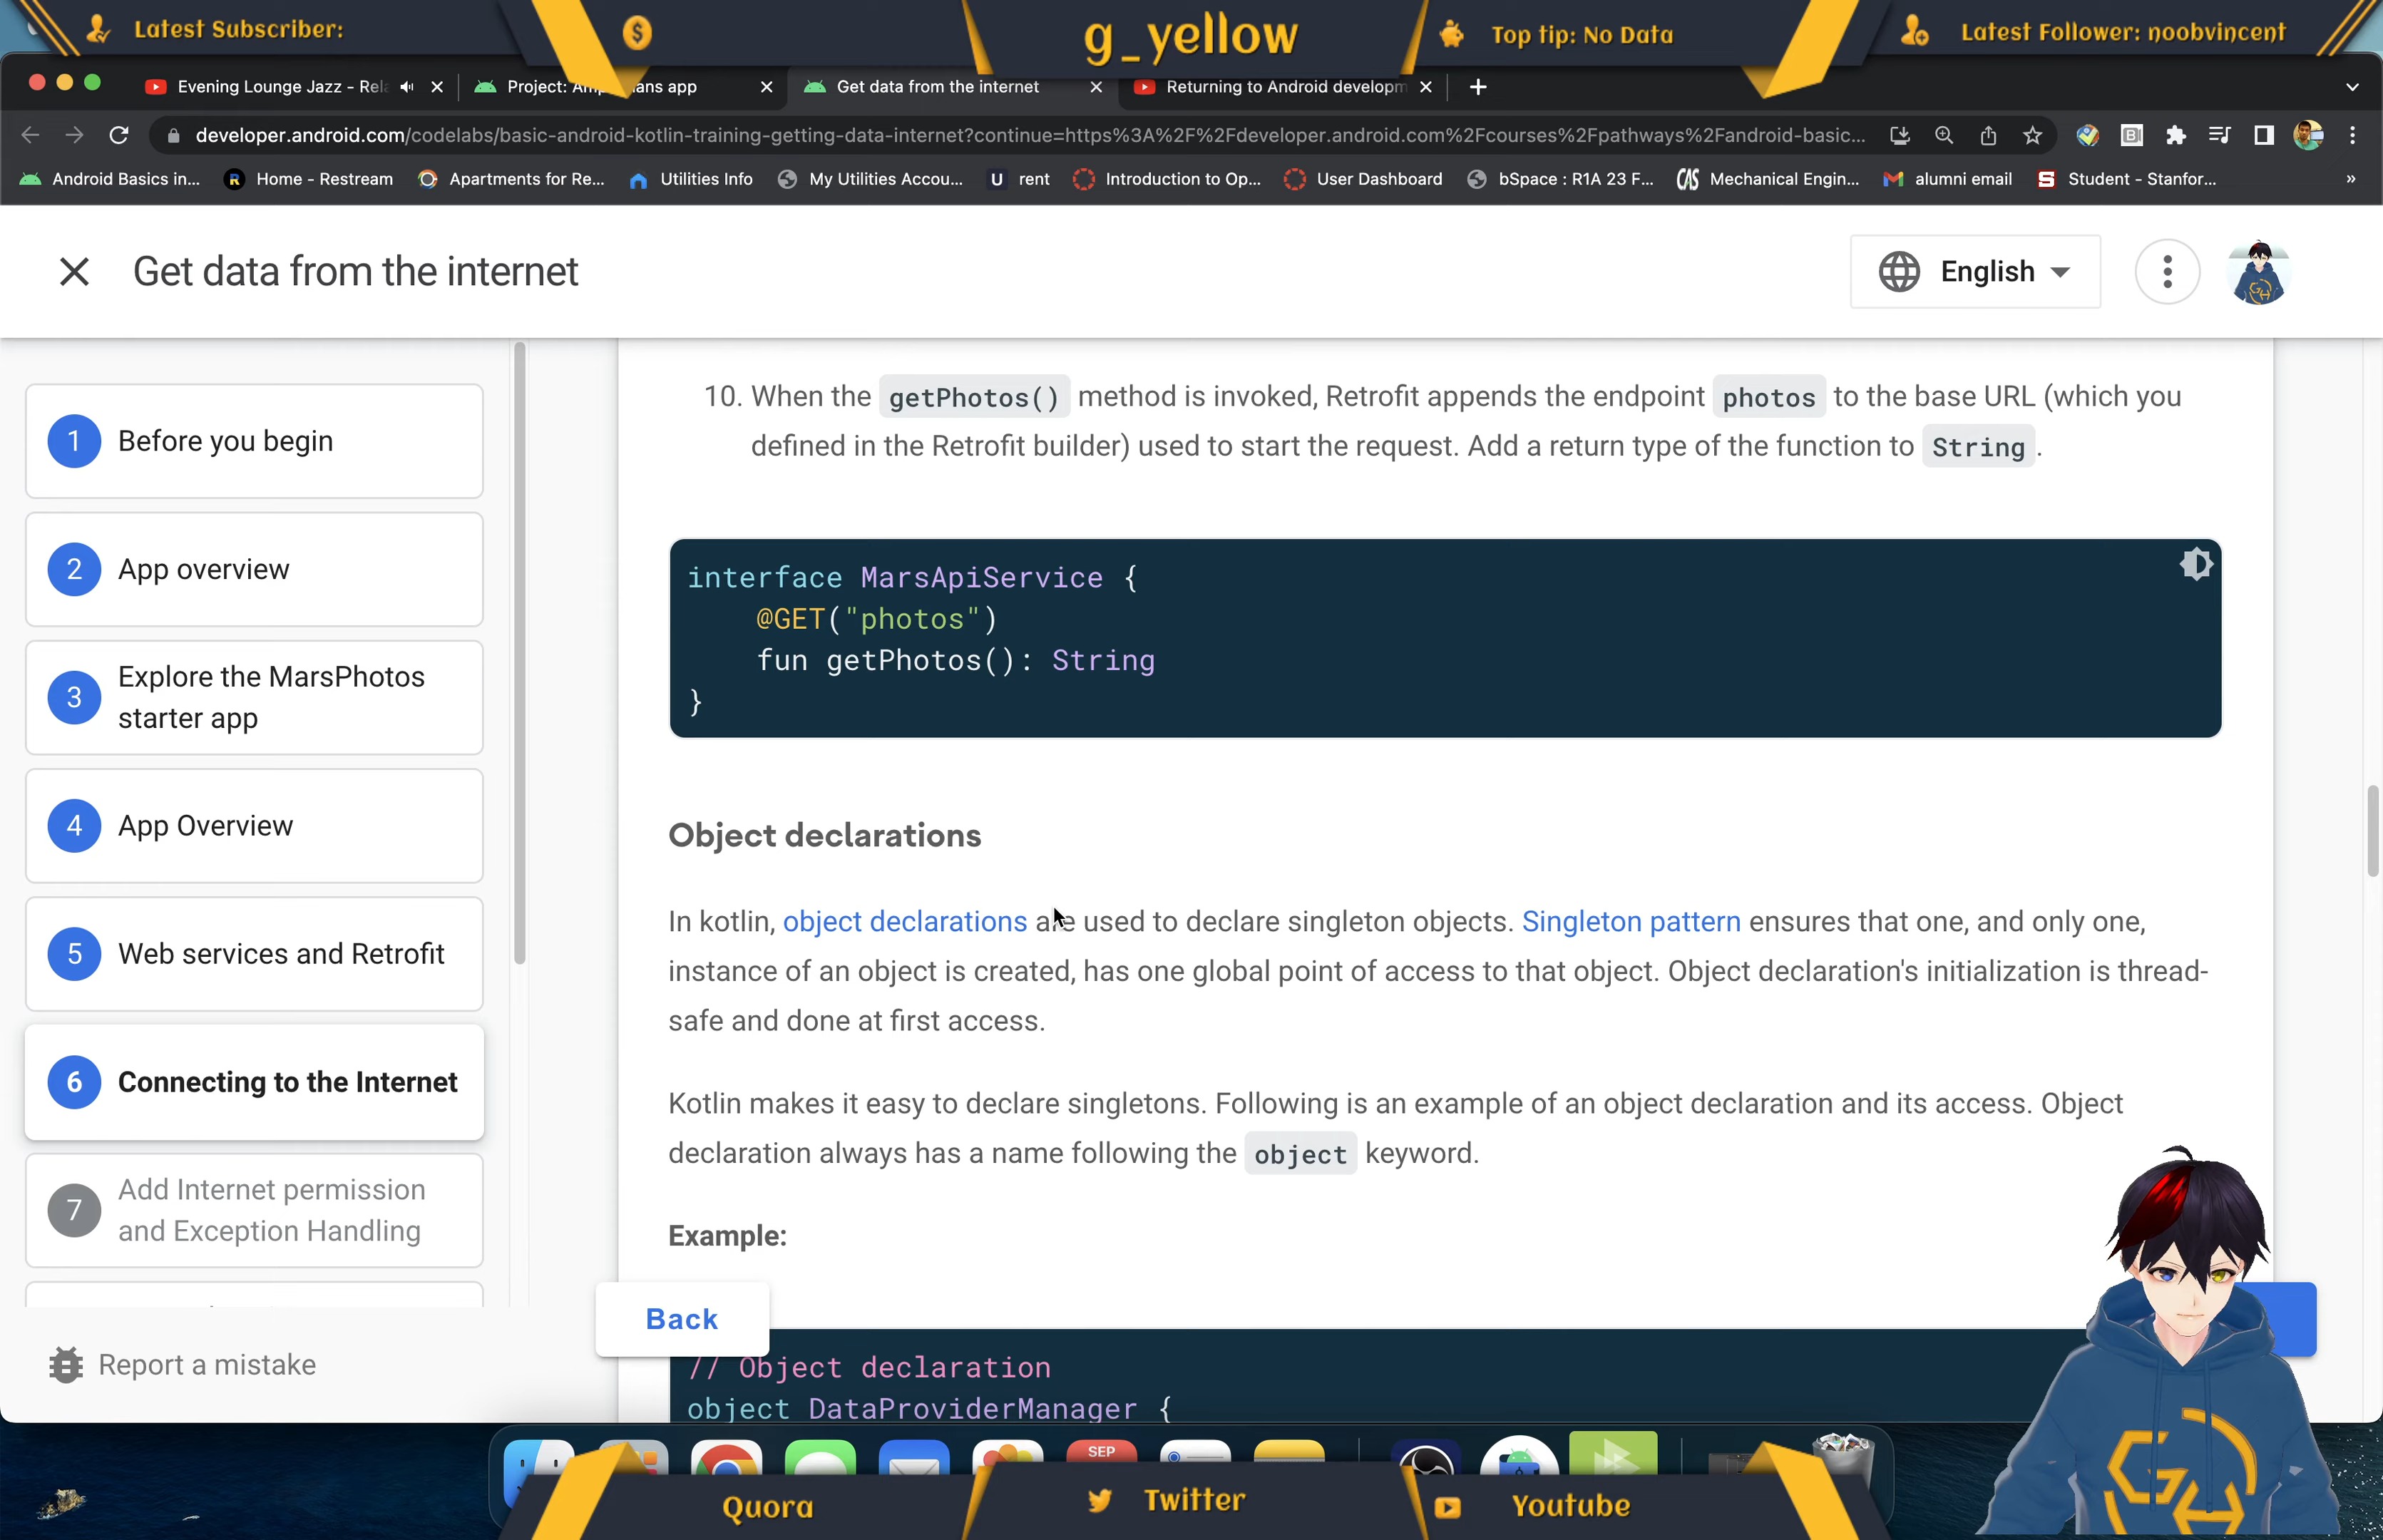 Latest Subscriber:
g_yellow
Top tip: No Data
Latest Follower: noobvincent
Evening Lounge Jazz - Rel
Project:
ans app
Get data from the internet
Returning to Android developm
developer.android.com/codelabs/basic-android-kotlin-training-getting-data-internet?continue=https%3A%2F%2Fdeveloper.android.com%2Fcourses%2Fpathways%2Fandroid-basic...
Android Basics in...
Home - Restream
Apartments for Re...
Utilities Info
My Utilities Accou...
U rent
Introduction to Op...
User Dashboard
bSpace : R1A 23 F...
CAS Mechanical Engin...
alumni email
S Student - Stanfor...
»
Get data from the internet
English
1 Before you begin
2 App overview
3 Explore the MarsPhotos
starter app
4 App Overview
5 Web services and Retrofit
6 Connecting to the Internet
7 Add Internet permission
and Exception Handling
Report a mistake
10. When the getPhotos() method is invoked, Retrofit appends the endpoint photos to the base URL (which you
defined in the Retrofit builder) used to start the request. Add a return type of the function to String.
interface MarsApiService {
@GET("photos")
fun getPhotos(): String
}
Object declarations
In kotlin, object declarations are used to declare singleton objects. Singleton pattern ensures that one, and only one,
instance of an object is created, has one global point of access to that object. Object declaration's initialization is thread-
safe and done at first access.
Kotlin makes it easy to declare singletons. Following is an example of an object declaration and its access. Object
declaration always has a name following the object keyword.
Example:
Back
// Object declaration
object DataProviderManager {
SEP
Quora
Twitter
Youtube